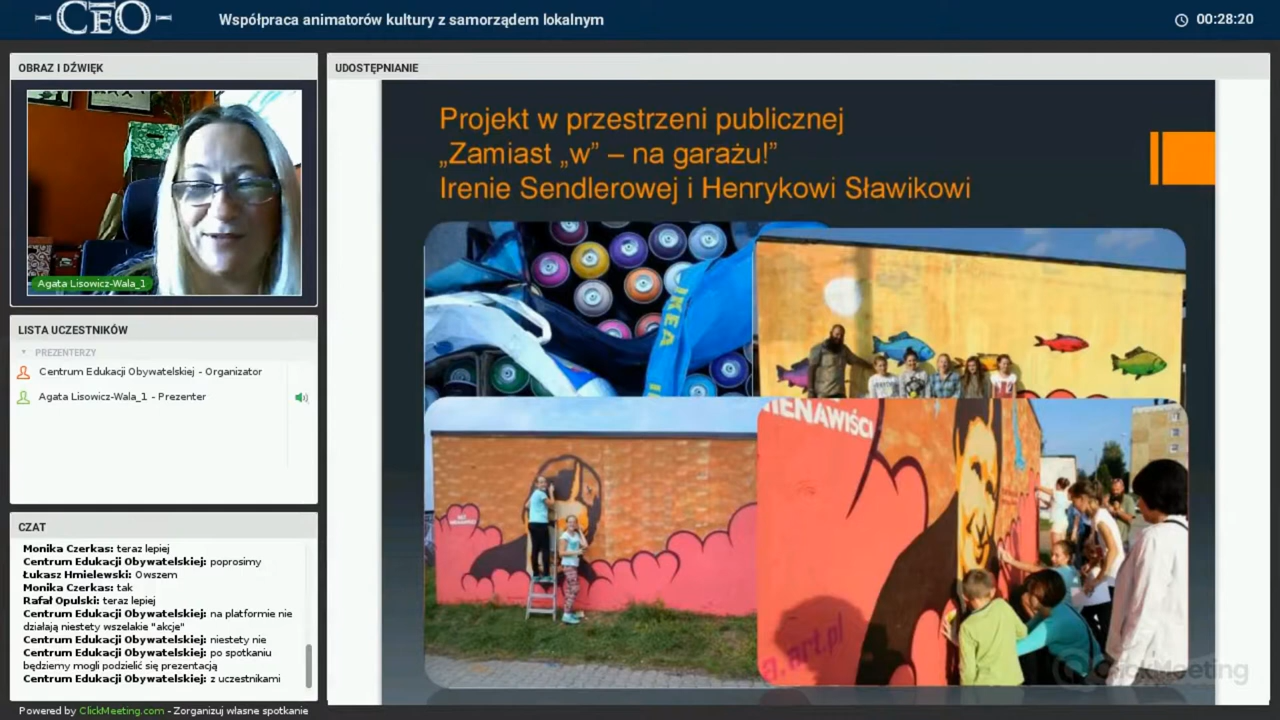 CEO
Współpraca animatorów kultury z samorządem lokalnym
00:28:20
OBRAZ I DŹWIĘK
Agata Lisowicz-Wala_1
LISTA UCZESTNIKÓW
PREZENTERZY
Centrum Edukacji Obywatelskiej - Organizator
Agata Lisowicz-Wala_1 - Prezenter
CZAT
Monika Czerkas: teraz lepiej
Centrum Edukacji Obywatelskiej: poprosimy
Łukasz Hmielewski: Owszem
Monika Czerkas: tak
Rafał Opulski: teraz lepiej
Centrum Edukacji Obywatelskiej: na platformie nie
działają niestety wszelakie "akcje"
Centrum Edukacji Obywatelskiej: niestety nie
Centrum Edukacji Obywatelskiej: po spotkaniu
będziemy mogli podzielić się prezentacją
Centrum Edukacji Obywatelskiej: z uczestnikami
Powered by ClickMeeting.com - Zorganizuj własne spotkanie
UDOSTĘPNIANIE
Projekt w przestrzeni publicznej
„Zamiast „w” – na garażu!”
Irenie Sendlerowej i Henrykowi Sławikowi
IKEA
IENAWIŚCI
a.art.pl
ClickMeeting